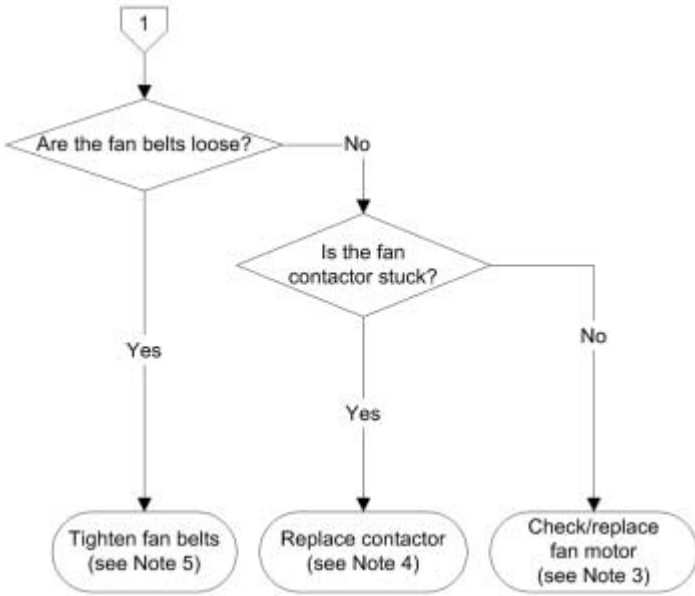 1
Are the fan belts loose?
No
Is the fan
contactor stuck?
Yes
No
Yes
Tighten fan belts
(see Note 5)
Replace contactor
(see Note 4)
Check/replace
fan motor
(see Note 3)